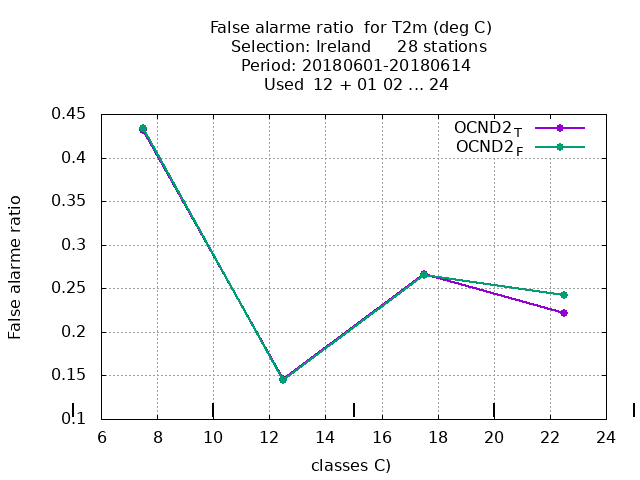 False alarme ratio  for T2m (deg C)
Selection: Ireland     28 stations
Period: 20180601-20180614
Used  12 + 01 02 ... 24
OCND2_T
OCND2_F
0.45
0.4
0.35
0.3
0.25
0.2
0.15
0.1
False alarme ratio
6 8 10 12 14 16 18 20 22 24
classes C)